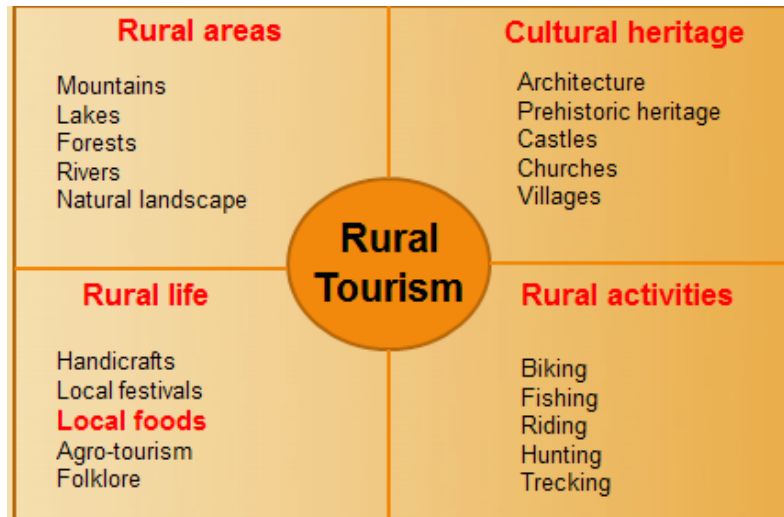 Rural areas
Mountains
Lakes
Forests
Rivers
Natural landscape
Cultural heritage
Architecture
Prehistoric heritage
Castles
Churches
Villages
Rural
Tourism
Rural life
Handicrafts
Local festivals
Local foods
Agro-tourism
Folklore
Rural activities
Biking
Fishing
Riding
Hunting
Trecking